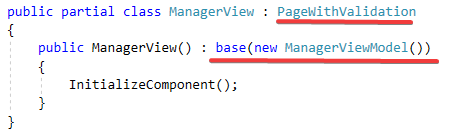 public partial class ManagerView : PageWithValidation
{
public ManagerView() : base(new ManagerViewModel())
{
InitializeComponent();
}
}